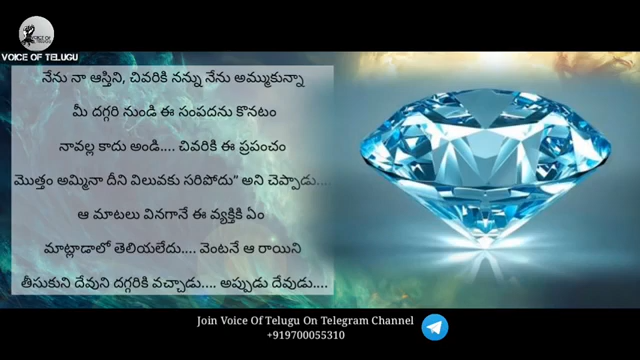 VOICE OF TELUGU
నేను నా ఆస్తిని, చివరికి నన్ను నేను అమ్ముకున్నా
మీ దగ్గరి నుండి ఈ సంపదను కొనటం
నావల్ల కాదు అండి.... చివరికి ఈ ప్రపంచం
మొత్తం అమ్మినా దీని విలువకు సరిపోదు" అని చెప్పాడు...
ఆ మాటలు వినగానే ఈ వ్యక్తికి ఏం
మాట్లాడాలో తెలియలేదు.... వెంటనే ఆ రాయిని
తీసుకుని దేవుని దగ్గరికి వచ్చాడు.... అప్పుడు దేవుడు....
Join Voice Of Telugu On Telegram Channel
+919700055310